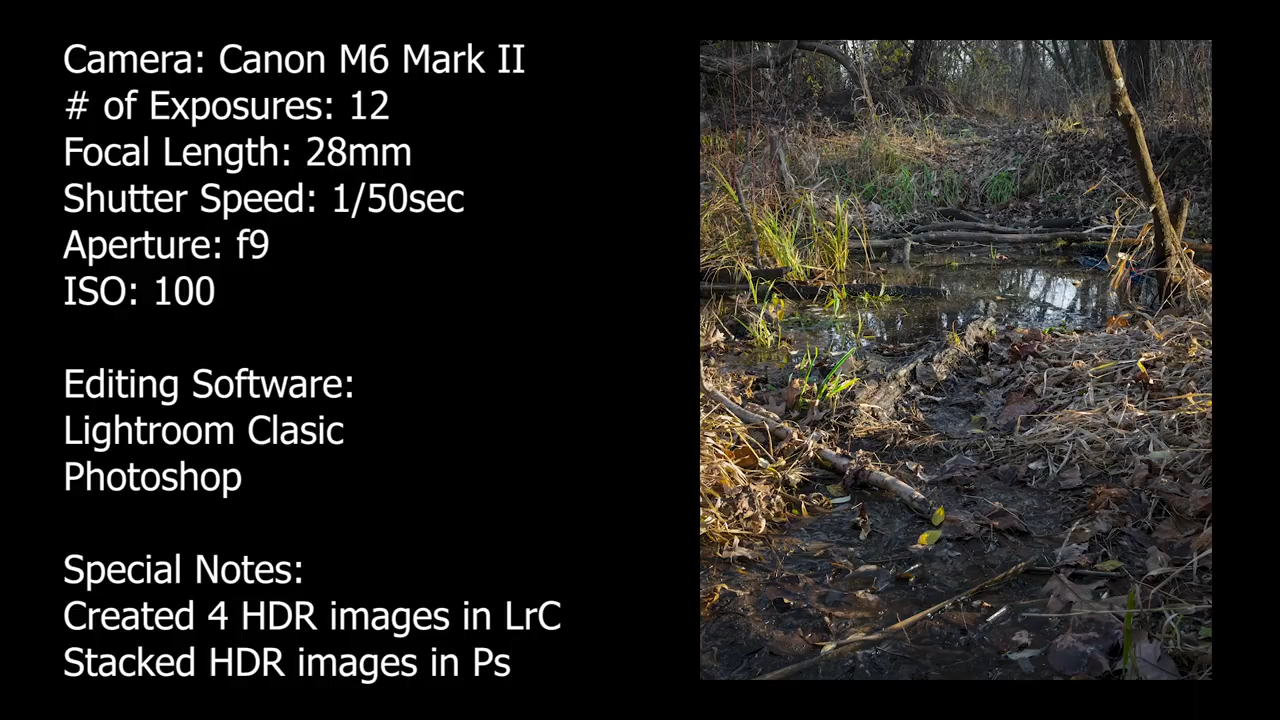 Camera: Canon M6 Mark II
# of Exposures: 12
Focal Length: 28mm
Shutter Speed: 1/50sec
Aperture: f9
ISO: 100
Editing Software:
Lightroom Clasic
Photoshop
Special Notes:
Created 4 HDR images in LrC
Stacked HDR images in Ps